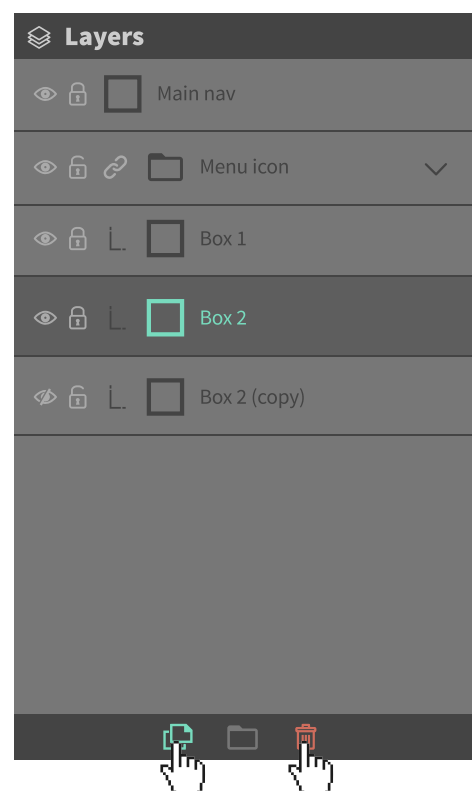 Layers
Main nav
Menu icon
Box 1
Box 2
Box 2 (copy)